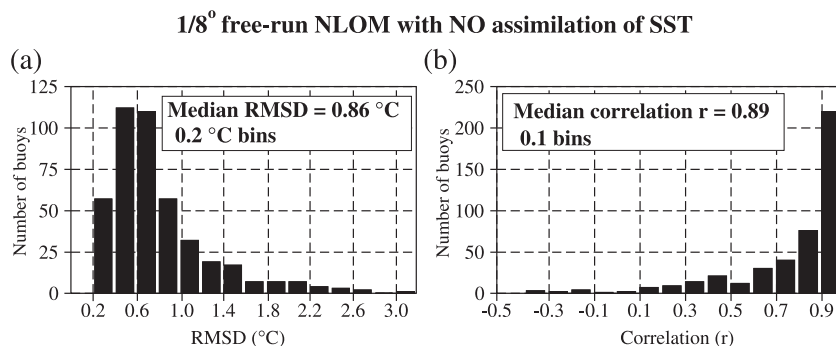 1/8° free-run NLOM with NO assimilation of SST
(a)
Number of buoys
125
100
75
50
25
0
Median RMSD = 0.86 °C
0.2 °C bins
0.2 0.6 1.0 1.4 1.8 2.2 2.6 3.0
RMSD (°C)
(b)
Number of buoys
250
200
150
100
50
0
Median correlation r = 0.89
0.1 bins
-0.5 -0.3 -0.1 0.1 0.3 0.5 0.7 0.9
Correlation (r)